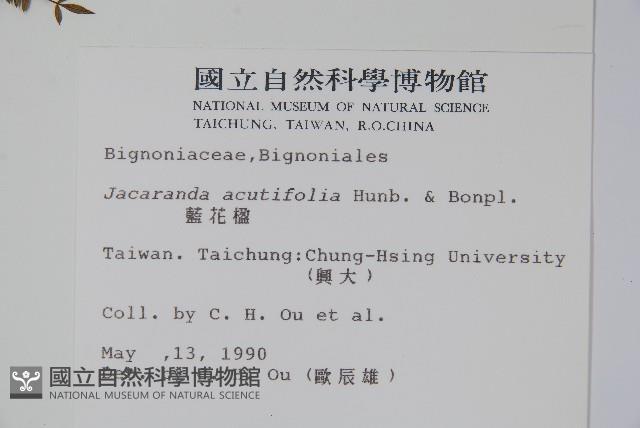 國立自然科學博物館
NATIONAL MUSEUM OF NATURAL SCIENCE
TAICHUNG, TAIWAN, R.O.CHINA
Bignoniaceae,Bignoniales
Jacaranda acutifolia Hunb. & Bonpl.
藍花楹
Taiwan. Taichung:Chung-Hsing University
(興大)
Coll. by C. H. Ou et al.
May ,13, 1990
Ou (歐辰雄)
國立自然科學博物館
NATIONAL MUSEUM OF NATURAL SCIENCE